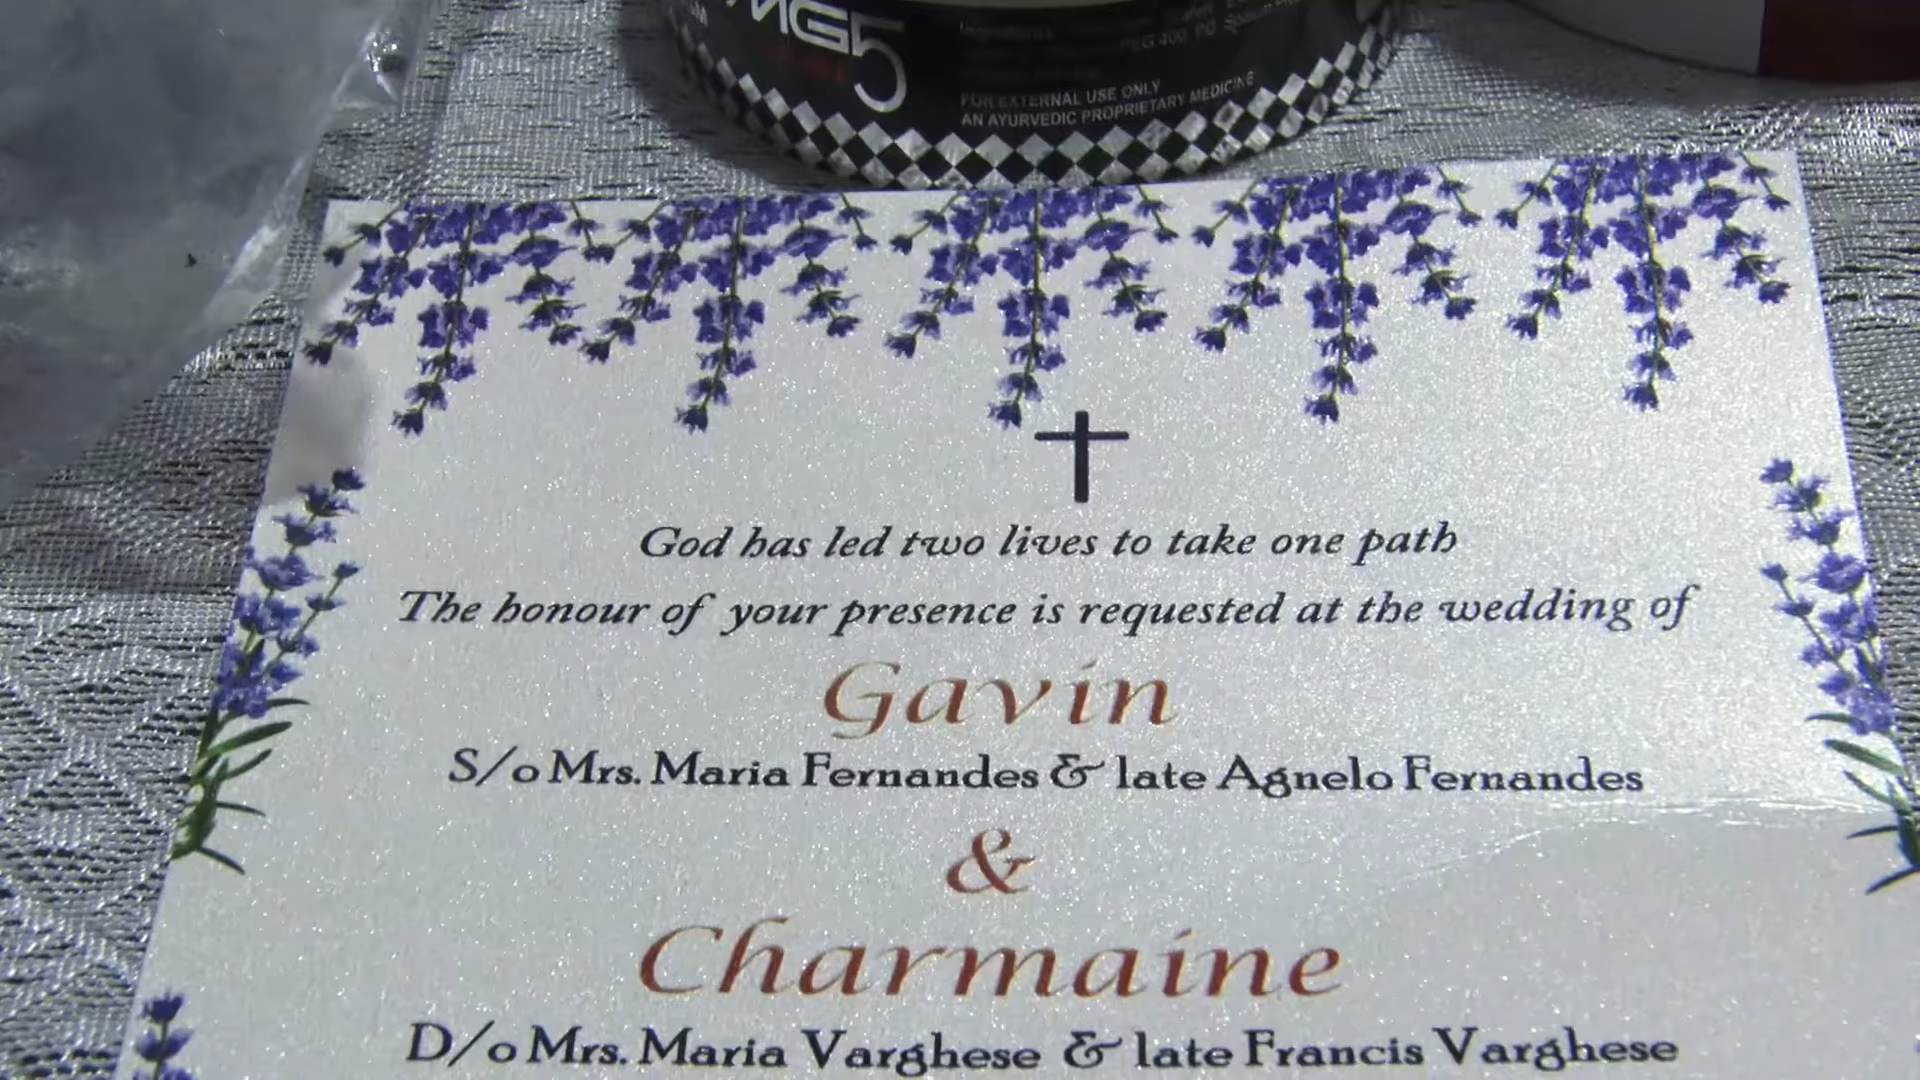 MG5
PEG 400
FOR EXTERNAL USE ONLY
AN AYURVEDIC PROPRIETARY MEDICINE
God has led two lives to take one path
The honour of your presence is requested at the wedding of
Gavin
S/o Mrs. Maria Fernandes & late Agnelo Fernandes
&
Charmaine
D/o Mrs. Maria Varghese & late Francis Varghese